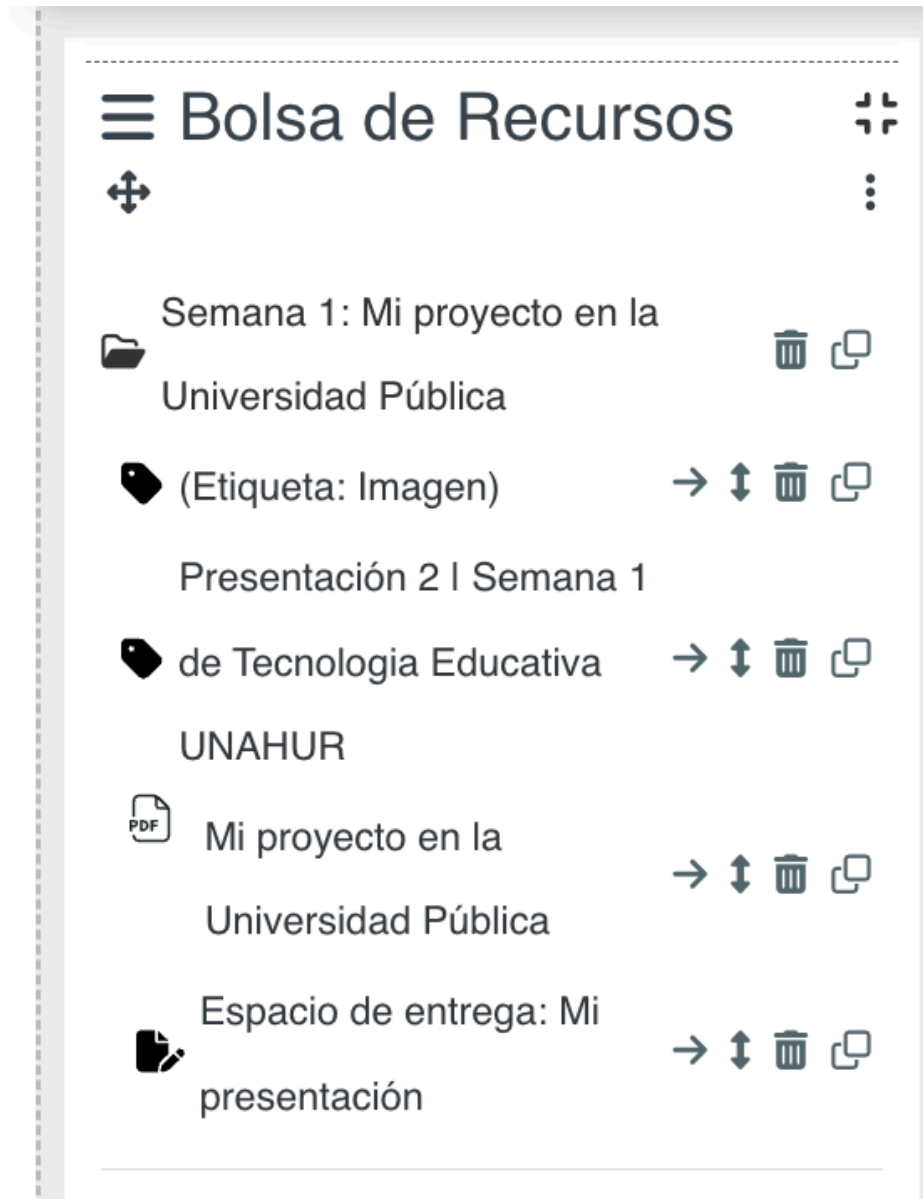 Bolsa de Recursos
Semana 1: Mi proyecto en la
Universidad Pública
(Etiqueta: Imagen)
Presentación 2 | Semana 1
de Tecnologia Educativa
UNAHUR
PDF
Mi proyecto en la
Universidad Pública
Espacio de entrega: Mi
presentación